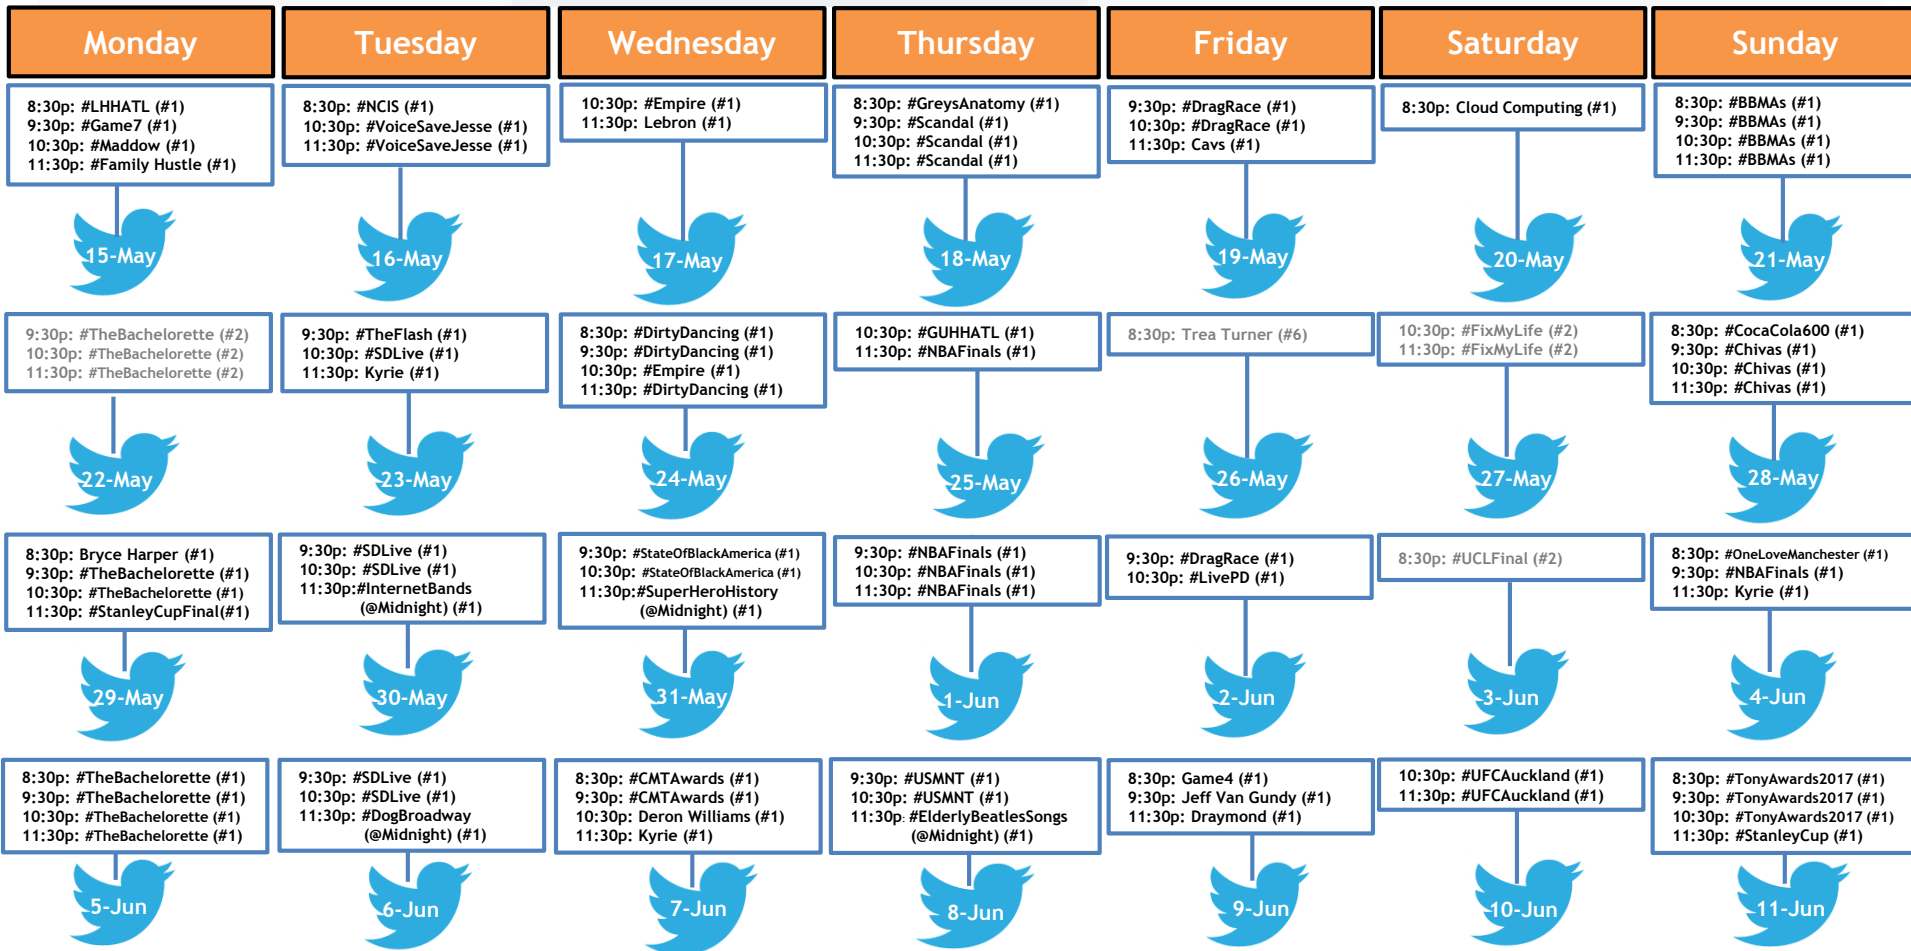 Monday
Tuesday
Wednesday
Thursday
Friday
Saturday
Sunday
8:30p: #LHHATL (#1)
9:30p: #Game7 (#1)
10:30p: #Maddow (#1)
11:30p: #Family Hustle (#1)
15-May
8:30p: #NCIS (#1)
10:30p: #VoiceSaveJesse (#1)
11:30p: #VoiceSaveJesse (#1)
16-May
10:30p: #Empire (#1)
11:30p: Lebron (#1)
17-May
8:30p: #GreysAnatomy (#1)
9:30p: #Scandal (#1)
10:30p: #Scandal (#1)
11:30p: #Scandal (#1)
18-May
9:30p: #DragRace (#1)
10:30p: #DragRace (#1)
11:30p: Cavs (#1)
19-May
8:30p: Cloud Computing (#1)
20-May
8:30p: #BBMAs (#1)
9:30p: #BBMAs (#1)
10:30p: #BBMAs (#1)
11:30p: #BBMAs (#1)
21-May
9:30p: #TheBachelorette (#2)
10:30p: #TheBachelorette (#2)
11:30p: #TheBachelorette (#2)
22-May
9:30p: #TheFlash (#1)
10:30p: #SDLive (#1)
11:30p: Kyrie (#1)
23-May
8:30p: #DirtyDancing (#1)
9:30p: #DirtyDancing (#1)
10:30p: #Empire (#1)
11:30p: #DirtyDancing (#1)
24-May
10:30p: #GUHHATL (#1)
11:30p: #NBAFinals (#1)
25-May
8:30p: Trea Turner (#6)
26-May
10:30p: #FixMyLife (#2)
11:30p: #FixMyLife (#2)
27-May
8:30p: #CocaCola600 (#1)
9:30p: #Chivas (#1)
10:30p: #Chivas (#1)
11:30p: #Chivas (#1)
28-May
8:30p: Bryce Harper (#1)
9:30p: #TheBachelorette (#1)
10:30p: #TheBachelorette (#1)
11:30p: #StanleyCupFinal(#1)
29-May
9:30p: #SDLive (#1)
10:30p: #SDLive (#1)
11:30p:#InternetBands
(@Midnight) (#1)
30-May
9:30p: #StateOfBlackAmerica (#1)
10:30p: #StateOfBlackAmerica (#1)
11:30p:#SuperHeroHistory
(@Midnight) (#1)
31-May
9:30p: #NBAFinals (#1)
10:30p: #NBAFinals (#1)
11:30p: #NBAFinals (#1)
1-Jun
9:30p: #DragRace (#1)
10:30p: #LivePD (#1)
2-Jun
8:30p: #UCLFinal (#2)
3-Jun
8:30p: #OneLoveManchester (#1)
9:30p: #NBAFinals (#1)
11:30p: Kyrie (#1)
4-Jun
8:30p: #TheBachelorette (#1)
9:30p: #TheBachelorette (#1)
10:30p: #TheBachelorette (#1)
11:30p: #TheBachelorette (#1)
5-Jun
9:30p: #SDLive (#1)
10:30p: #SDLive (#1)
11:30p: #DogBroadway
(@Midnight) (#1)
6-Jun
8:30p: #CMTAwards (#1)
9:30p: #CMTAwards (#1)
10:30p: Deron Williams (#1)
11:30p: Kyrie (#1)
7-Jun
9:30p: #USMNT (#1)
10:30p: #USMNT (#1)
11:30p: #ElderlyBeatlesSongs
(@Midnight) (#1)
8-Jun
8:30p: Game4 (#1)
9:30p: Jeff Van Gundy (#1)
11:30p: Draymond (#1)
9-Jun
10:30p: #UFCAuckland (#1)
11:30p: #UFCAuckland (#1)
10-Jun
8:30p: #TonyAwards2017 (#1)
9:30p: #TonyAwards2017 (#1)
10:30p: #TonyAwards2017 (#1)
11:30p: #StanleyCup (#1)
11-Jun